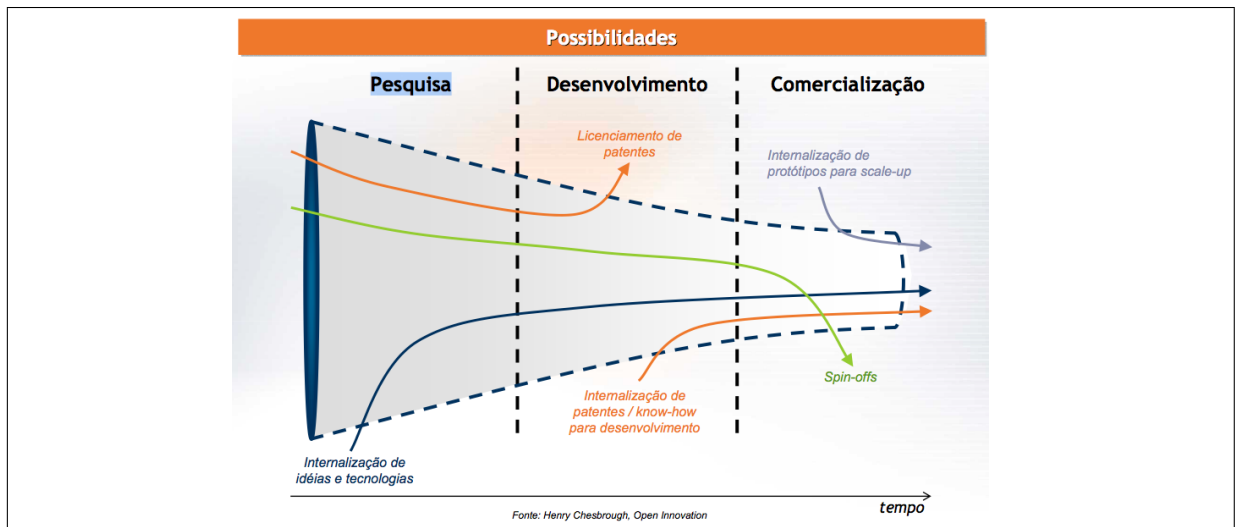 Possibilidades
Pesquisa
Desenvolvimento
Comercialização
Licenciamento de
patentes
Internalização de
protótipos para scale-up
Internalização de
patentes / know-how
para desenvolvimento
Spin-offs
Internalização de
idéias e tecnologias
tempo
Fonte: Henry Chesbrough, Open Innovation